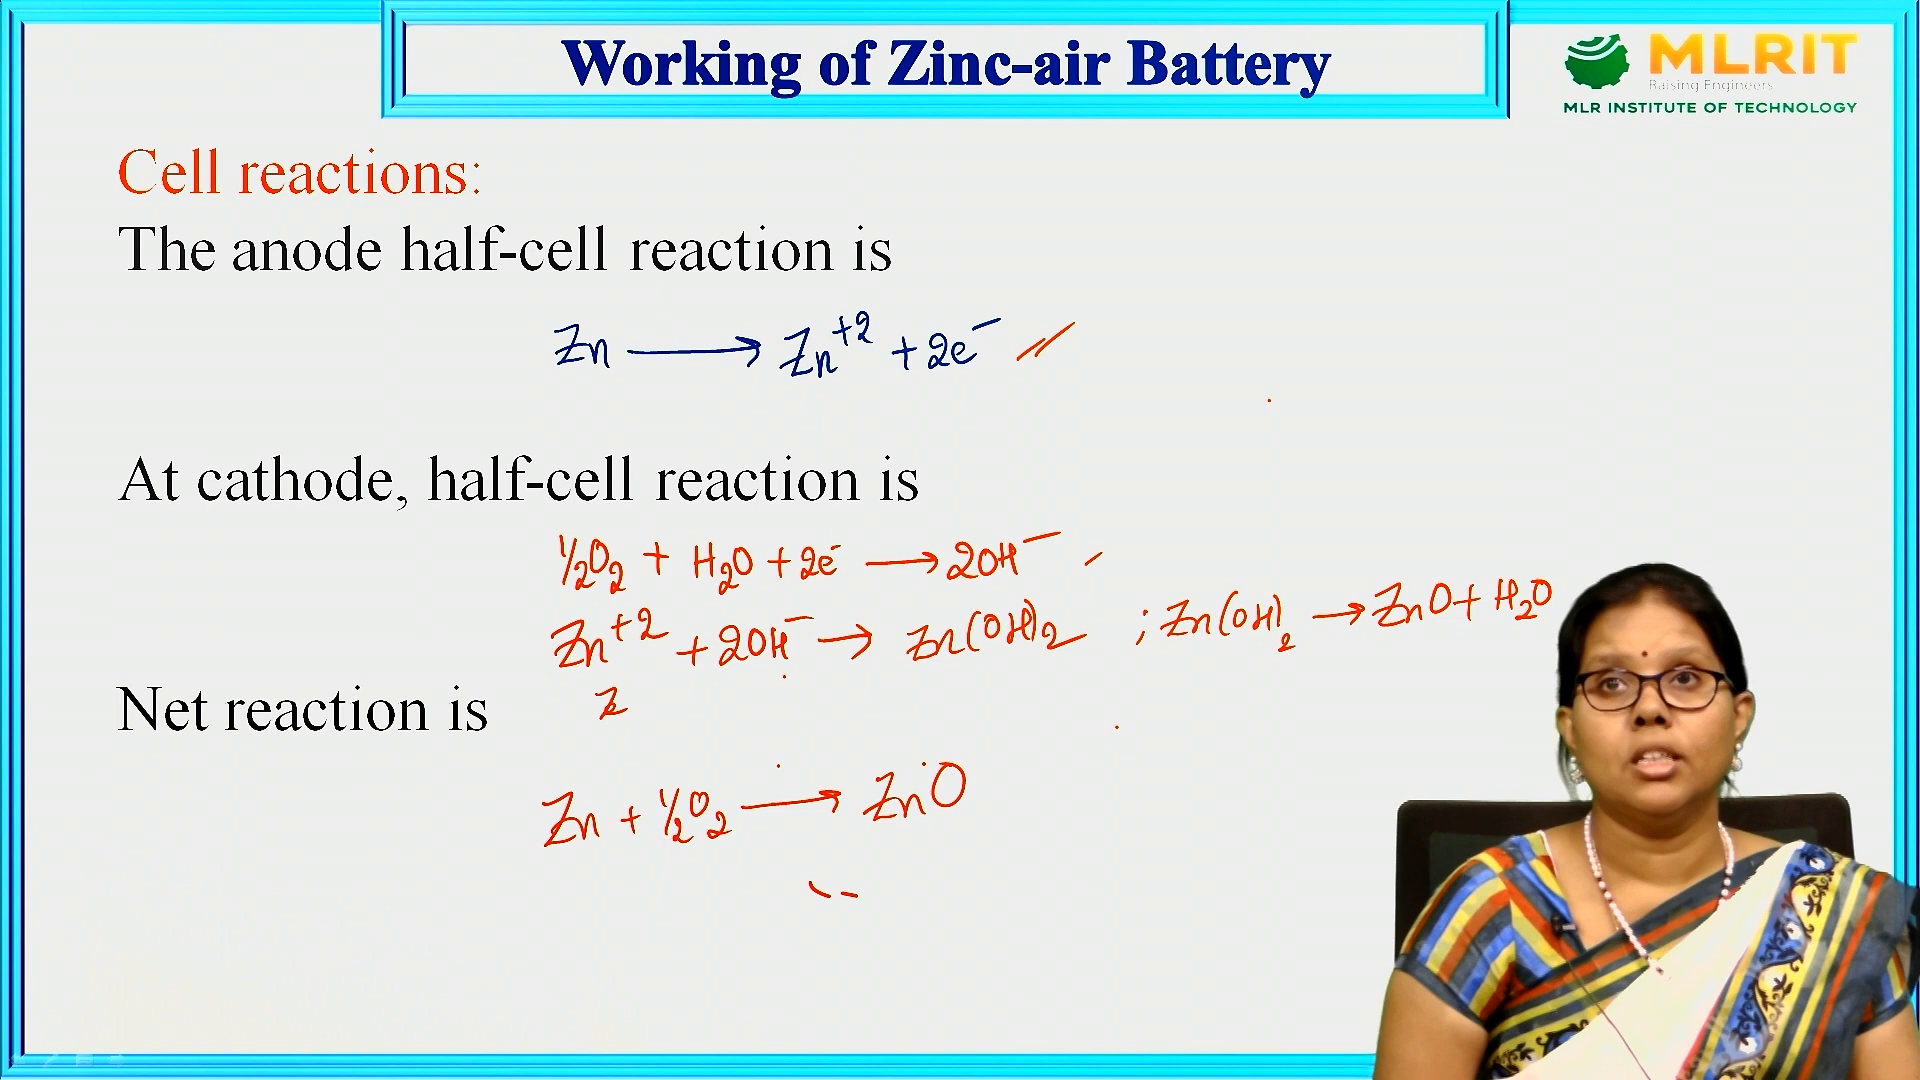 Working of Zinc-air Battery
MLRIT
Raising Engineers
MLR INSTITUTE OF TECHNOLOGY
Cell reactions:
The anode half-cell reaction is
Zn ⟶ Zn⁺² + 2e⁻
At cathode, half-cell reaction is
½O₂ + H₂O + 2e⁻ ⟶ 2OH⁻
Zn⁺² + 2OH⁻ → Zn(OH)₂ ; Zn(OH)₂ → ZnO + H₂O
Z
Net reaction is
Zn + ½O₂ ⟶ ZnO